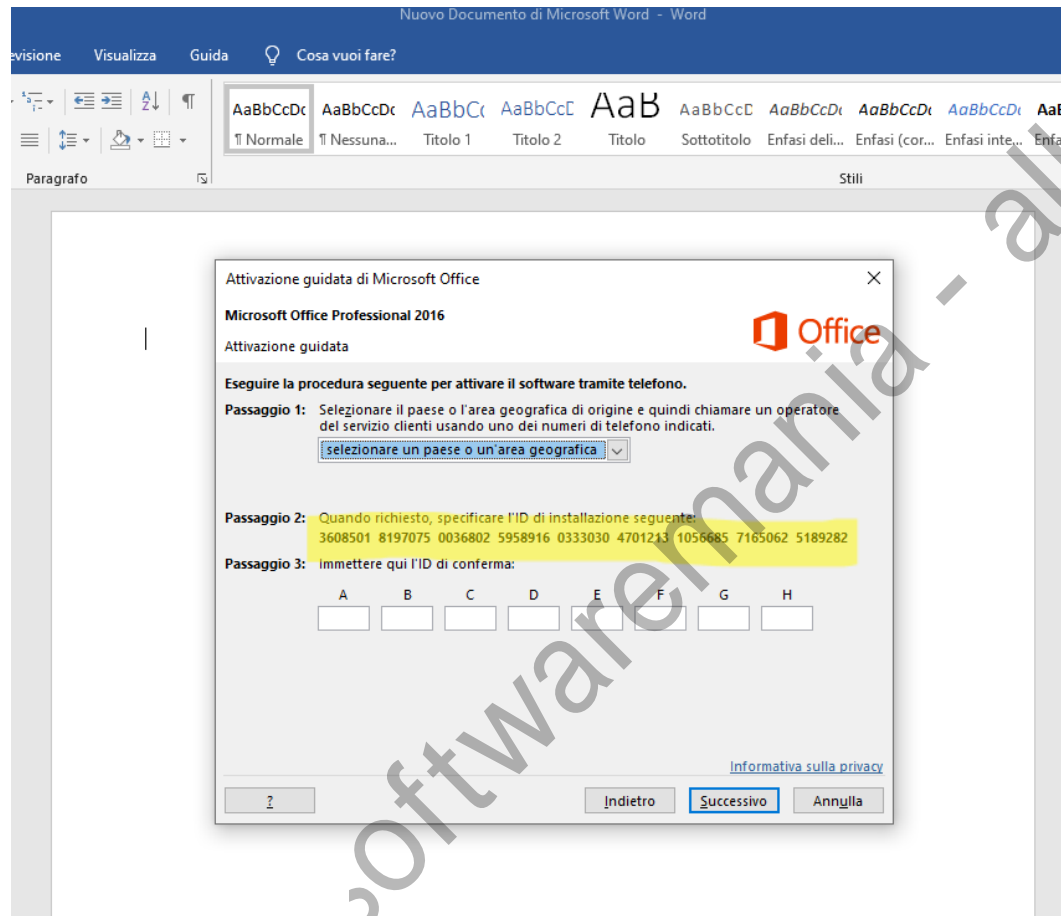 Nuovo Documento di Microsoft Word - Word
evisione Visualizza Guida Cosa vuoi fare?
AaBbCcDc AaBbCcDc AaBbC( AaBbCcE AaB AaBbCcD AaBbCcDc AaBbCcDc AaBbCcDc AaB
¶ Normale ¶ Nessuna... Titolo 1 Titolo 2 Titolo Sottotitolo Enfasi deli... Enfasi (cor... Enfasi inte... Enfa
Paragrafo Stili
Attivazione guidata di Microsoft Office
Microsoft Office Professional 2016
Office
Attivazione guidata
Eseguire la procedura seguente per attivare il software tramite telefono.
Passaggio 1: Selezionare il paese o l'area geografica di origine e quindi chiamare un operatore
del servizio clienti usando uno dei numeri di telefono indicati.
selezionare un paese o un'area geografica
Passaggio 2: Quando richiesto, specificare l'ID di installazione seguente:
3608501 8197075 0036802 5958916 0333030 4701213 1056685 7165062 5189282
Passaggio 3: Immettere qui l'ID di conferma:
A B C D E F G H
Informativa sulla privacy
? Indietro Successivo Annulla
softwaremania - all